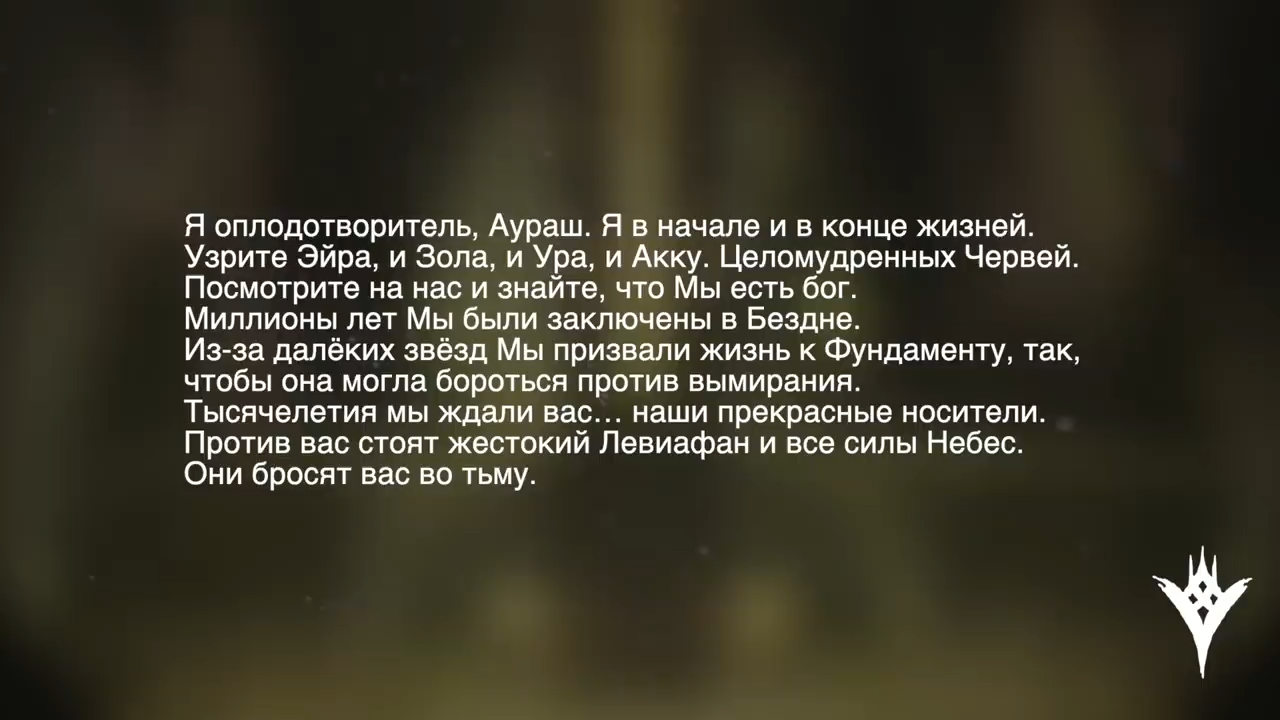 Я оплодотворитель, Аураш. Я в начале и в конце жизней.
Узрите Эйра, и Зола, и Ура, и Акку. Целомудренных Червей.
Посмотрите на нас и знайте, что Мы есть бог.
Миллионы лет Мы были заключены в Бездне.
Из-за далёких звёзд Мы призвали жизнь к Фундаменту, так,
чтобы она могла бороться против вымирания.
Тысячелетия мы ждали вас... наши прекрасные носители.
Против вас стоят жестокий Левиафан и все силы Небес.
Они бросят вас во тьму.